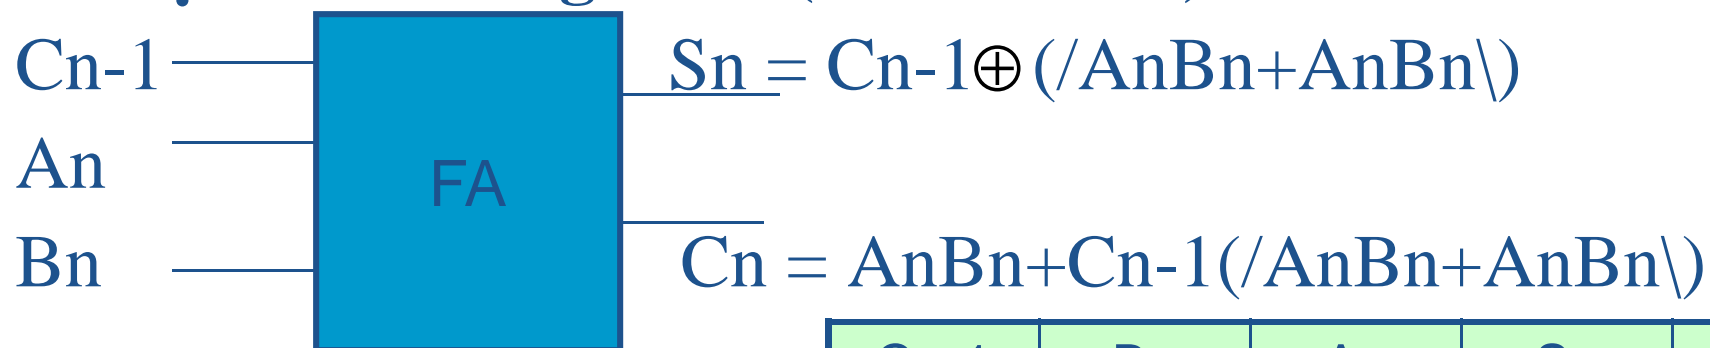 Cn-1
Sn = Cn-1⊕(/AnBn+AnBn\)
An
FA
Bn
Cn = AnBn+Cn-1(/AnBn+AnBn\)